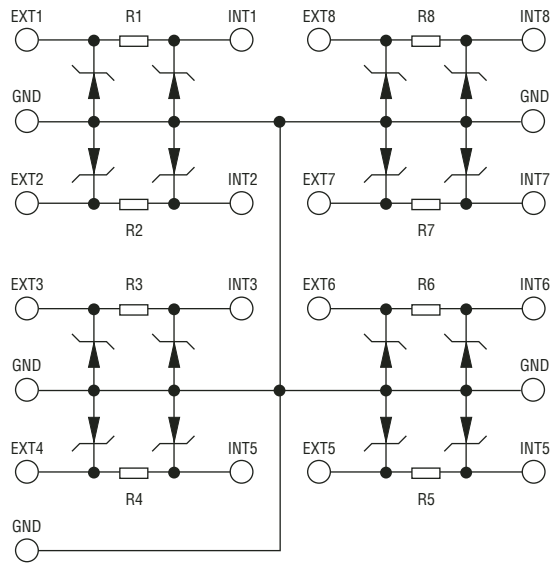 EXT1 R1 INT1 EXT8 R8 INT8
GND GND
EXT2 INT2 EXT7 INT7
R2 R7
EXT3 R3 INT3 EXT6 R6 INT6
GND GND
EXT4 INT5 EXT5 INT5
R4 R5
GND